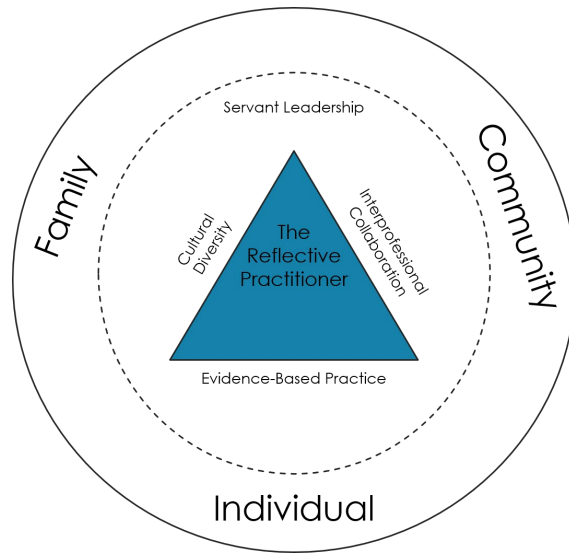 Servant Leadership
Family
Community
Cultural
Diversity
Interprofessional
Collaboration
The
Reflective
Practitioner
Evidence-Based Practice
Individual